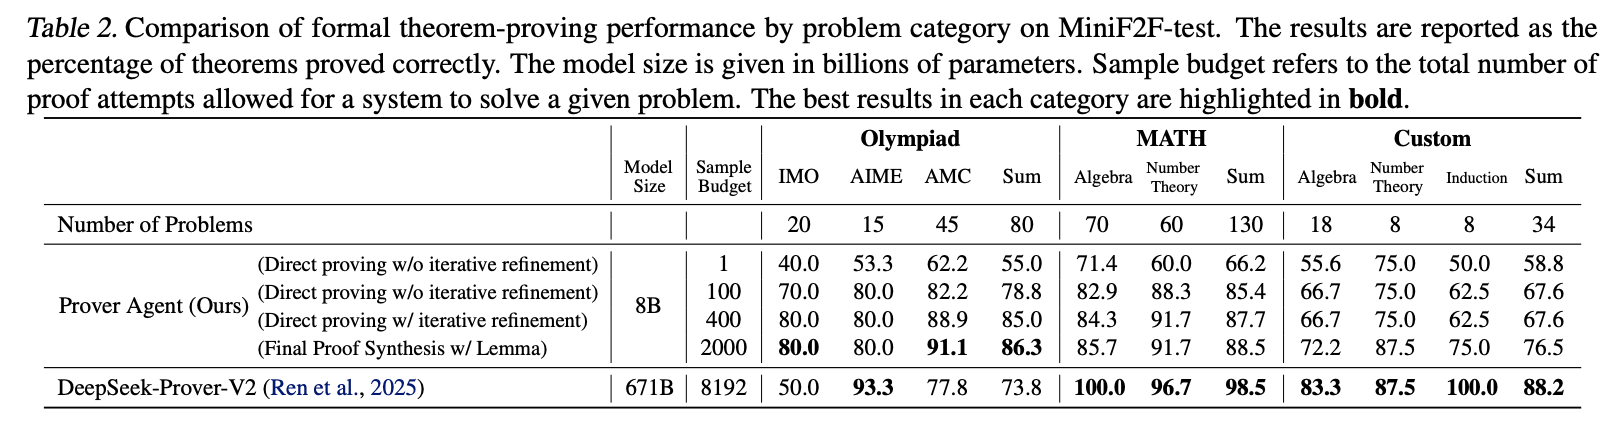 Table 2. Comparison of formal theorem-proving performance by problem category on MiniF2F-test. The results are reported as the
percentage of theorems proved correctly. The model size is given in billions of parameters. Sample budget refers to the total number of
proof attempts allowed for a system to solve a given problem. The best results in each category are highlighted in bold.
Model Size Sample Budget Olympiad MATH Custom
IMO AIME AMC Sum Algebra Number Theory Sum Algebra Number Theory Induction Sum
Number of Problems 20 15 45 80 70 60 130 18 8 8 34
Prover Agent (Ours) 8B
(Direct proving w/o iterative refinement) 1 40.0 53.3 62.2 55.0 71.4 60.0 66.2 55.6 75.0 50.0 58.8
(Direct proving w/o iterative refinement) 100 70.0 80.0 82.2 78.8 82.9 88.3 85.4 66.7 75.0 62.5 67.6
(Direct proving w/ iterative refinement) 400 80.0 80.0 88.9 85.0 84.3 91.7 87.7 66.7 75.0 62.5 67.6
(Final Proof Synthesis w/ Lemma) 2000 80.0 80.0 91.1 86.3 85.7 91.7 88.5 72.2 87.5 75.0 76.5
DeepSeek-Prover-V2 (Ren et al., 2025) 671B 8192 50.0 93.3 77.8 73.8 100.0 96.7 98.5 83.3 87.5 100.0 88.2